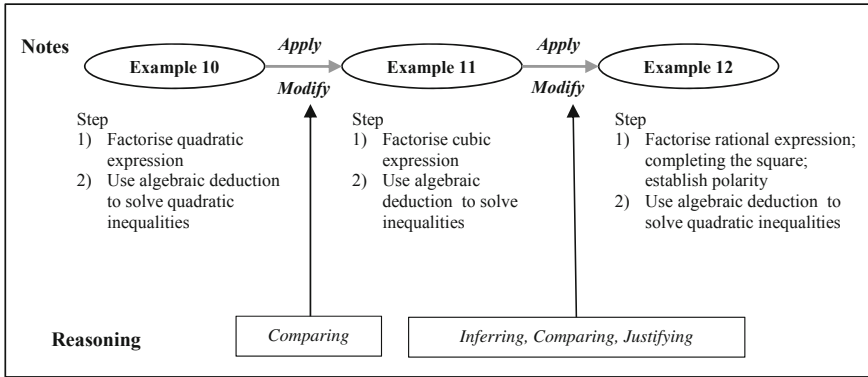 Notes
Apply
Apply
Example 10
Example 11
Example 12
Modify
Modify
Step
1) Factorise quadratic
expression
2) Use algebraic deduction
to solve quadratic
inequalities
Step
1) Factorise cubic
expression
2) Use algebraic
deduction to solve
inequalities
Step
1) Factorise rational expression;
completing the square;
establish polarity
2) Use algebraic deduction to
solve quadratic inequalities
Reasoning
Comparing
Inferring, Comparing, Justifying